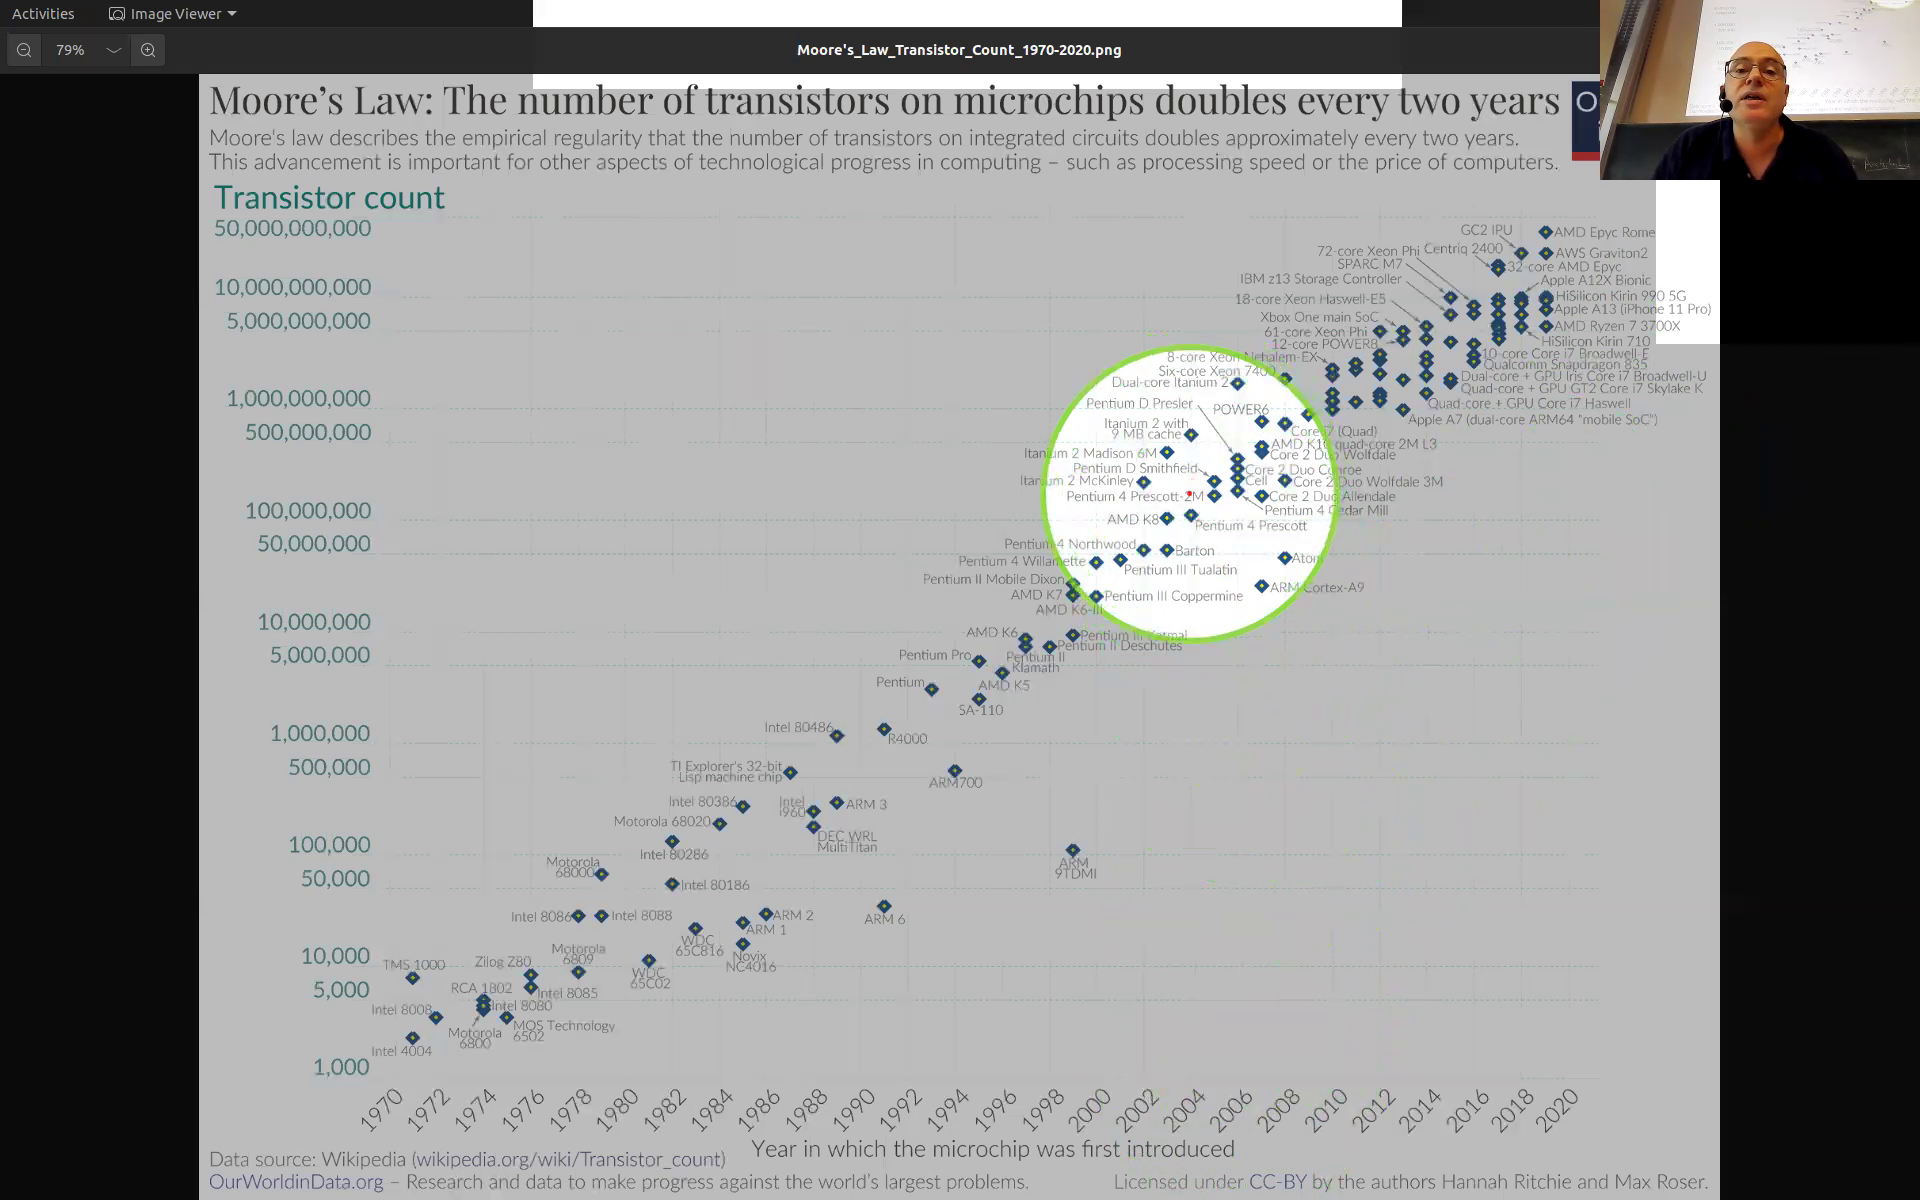 Activities
Image Viewer
79%
Moore's_Law_Transistor_Count_1970-2020.png
Moore's Law: The number of transistors on microchips doubles every two years
O
Moore's law describes the empirical regularity that the number of transistors on integrated circuits doubles approximately every two years.
This advancement is important for other aspects of technological progress in computing – such as processing speed or the price of computers.
Transistor count
50,000,000,000
10,000,000,000
5,000,000,000
1,000,000,000
500,000,000
100,000,000
50,000,000
10,000,000
5,000,000
1,000,000
500,000
100,000
50,000
10,000
5,000
1,000
GC2 IPU
AMD Epyc Rome
72-core Xeon Phi
Centriq 2400
AWS Graviton2
SPARC M7
32-core AMD Epyc
IBM z13 Storage Controller
Apple A12X Bionic
18-core Xeon Haswell-E5
HiSilicon Kirin 990 5G
Apple A13 (iPhone 11 Pro)
Xbox One main SoC
AMD Ryzen 7 3700X
61-core Xeon Phi
HiSilicon Kirin 710
12-core POWER8
10-core Core i7 Broadwell-E
8-core Xeon Nehalem-EX
Qualcomm Snapdragon 835
Six-core Xeon 7400
Dual-core + GPU Iris Core i7 Broadwell-U
Dual-core Itanium 2
Quad-core + GPU GT2 Core i7 Skylake K
Pentium D Presler
POWER6
Quad-core + GPU Core i7 Haswell
Apple A7 (dual-core ARM64 "mobile SoC")
Itanium 2 with
9 MB cache
Core i7 (Quad)
AMD K10 quad-core 2M L3
Itanium 2 Madison 6M
Core 2 Duo Wolfdale
Pentium D Smithfield
Core 2 Duo Conroe
Itanium 2 McKinley
Cell
Core 2 Duo Wolfdale 3M
Pentium 4 Prescott-2M
Core 2 Duo Allendale
Pentium 4 Cedar Mill
AMD K8
Pentium 4 Prescott
Pentium 4 Northwood
Barton
Atom
Pentium 4 Willamette
Pentium III Tualatin
Pentium II Mobile Dixon
ARM Cortex-A9
AMD K7
Pentium III Coppermine
AMD K6-III
AMD K6
Pentium III Katmai
Pentium II Deschutes
Pentium Pro
Pentium II
Klamath
Pentium
AMD K5
SA-110
Intel 80486
R4000
TI Explorer's 32-bit
Lisp machine chip
ARM700
Intel 80386
Intel
i960
ARM 3
Motorola 68020
DEC WRL
MultiTitan
Intel 80286
ARM
9TDMI
Motorola
68000
Intel 80186
Intel 8086
Intel 8088
ARM 2
ARM 6
ARM 1
WDC
65C816
Novix
NC4016
Motorola
6809
TMS 1000
Zilog Z80
WDC
65C02
RCA 1802
Intel 8085
Intel 8008
Intel 8080
Motorola
6800
MOS Technology
6502
Intel 4004
1970
1972
1974
1976
1978
1980
1982
1984
1986
1988
1990
1992
1994
1996
1998
2000
2002
2004
2006
2008
2010
2012
2014
2016
2018
2020
Year in which the microchip was first introduced
Data source: Wikipedia (wikipedia.org/wiki/Transistor_count)
OurWorldinData.org – Research and data to make progress against the world's largest problems.
Licensed under CC-BY by the authors Hannah Ritchie and Max Roser.